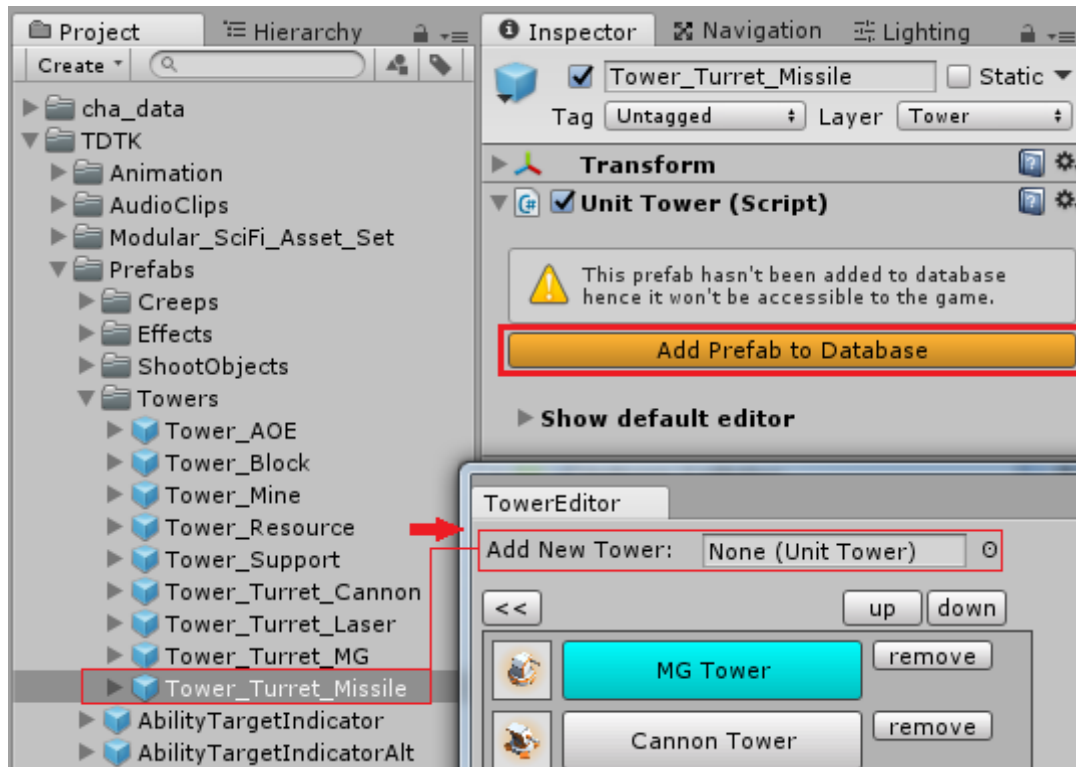 Project
Hierarchy
Create
cha_data
TDTK
Animation
AudioClips
Modular_SciFi_Asset_Set
Prefabs
Creeps
Effects
ShootObjects
Towers
Tower_AOE
Tower_Block
Tower_Mine
Tower_Resource
Tower_Support
Tower_Turret_Cannon
Tower_Turret_Laser
Tower_Turret_MG
Tower_Turret_Missile
AbilityTargetIndicator
AbilityTargetIndicatorAlt
Inspector
Navigation
Lighting
Tower_Turret_Missile
Static
Tag Untagged Layer Tower
Transform
Unit Tower (Script)
This prefab hasn't been added to database
hence it won't be accessible to the game.
Add Prefab to Database
Show default editor
TowerEditor
Add New Tower: None (Unit Tower)
<< up down
MG Tower remove
Cannon Tower remove